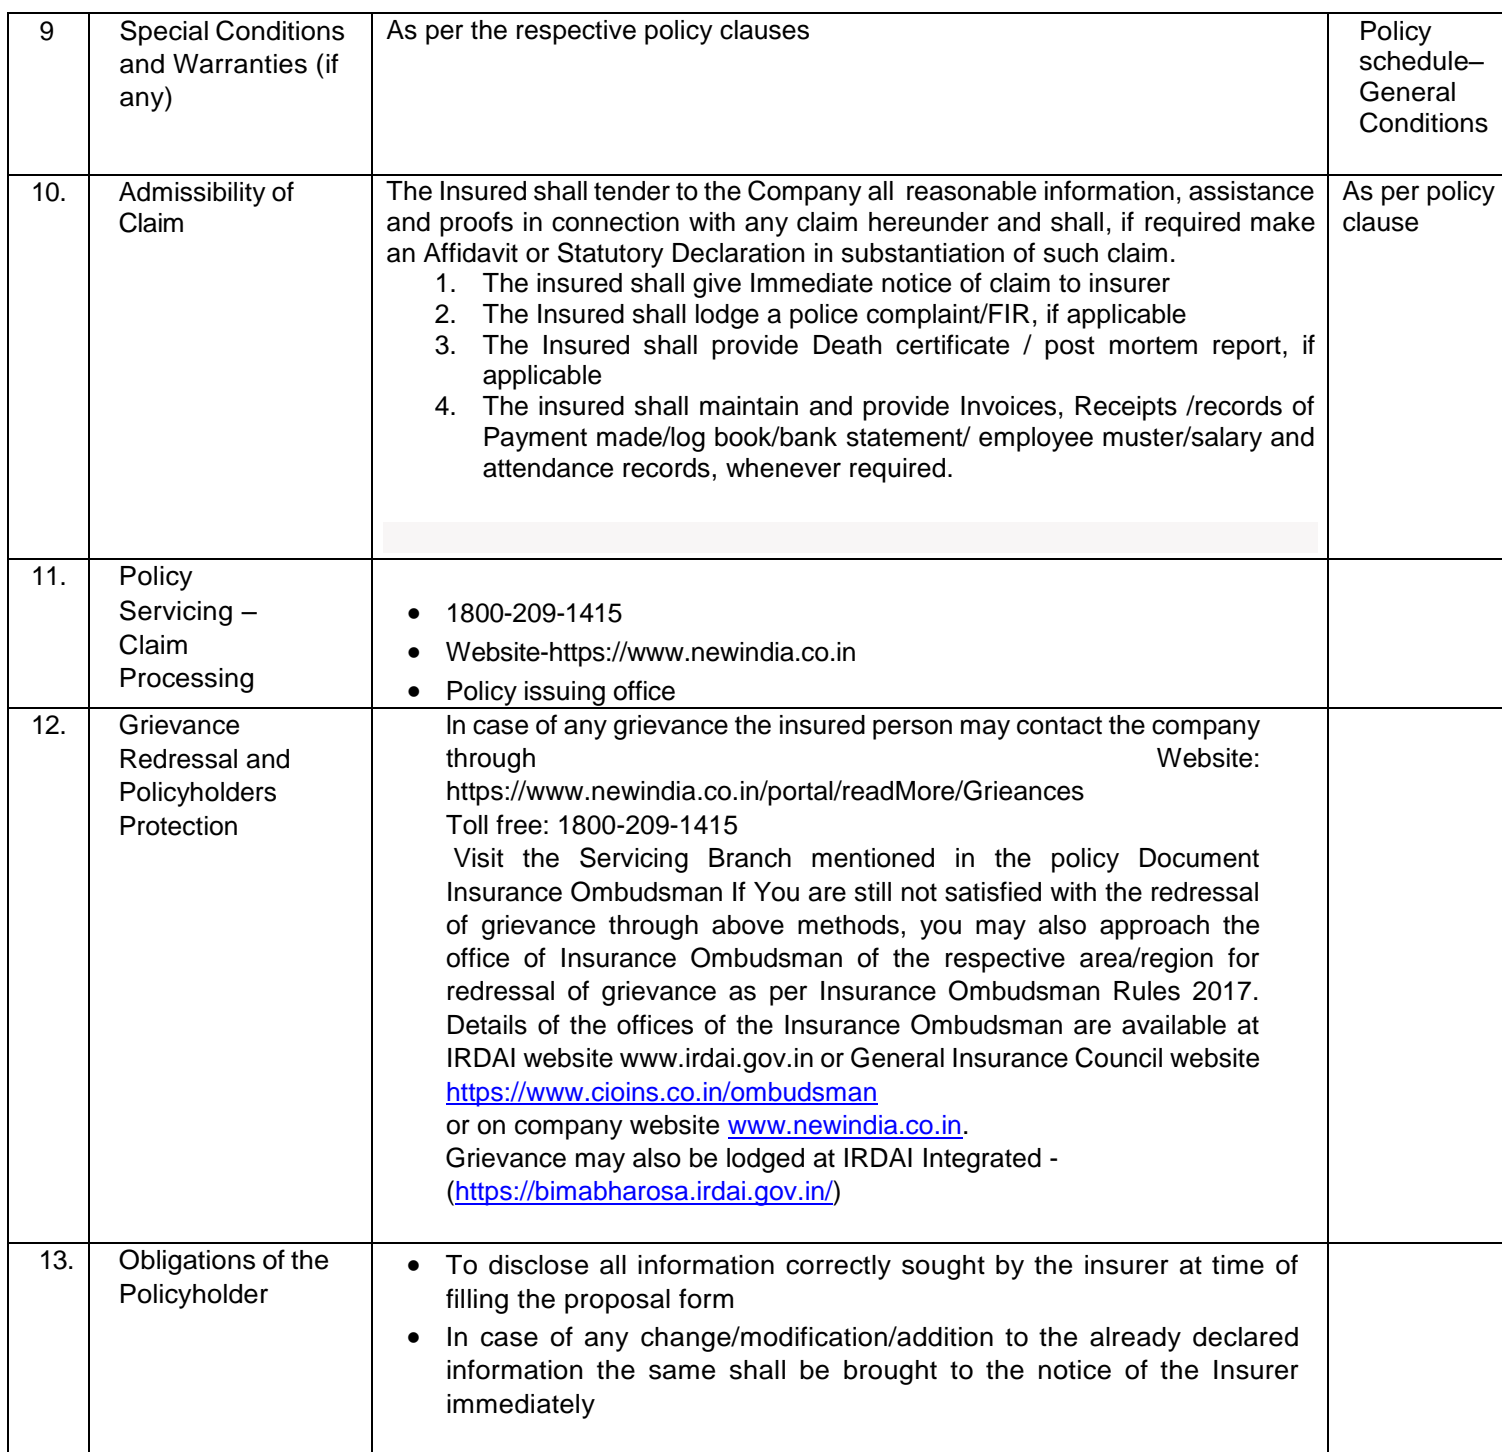 9
Special Conditions
and Warranties (if
any)
As per the respective policy clauses
Policy
schedule–
General
Conditions
10.
Admissibility of
Claim
The Insured shall tender to the Company all reasonable information, assistance
and proofs in connection with any claim hereunder and shall, if required make
an Affidavit or Statutory Declaration in substantiation of such claim.
1. The insured shall give Immediate notice of claim to insurer
2. The Insured shall lodge a police complaint/FIR, if applicable
3. The Insured shall provide Death certificate / post mortem report, if
applicable
4. The insured shall maintain and provide Invoices, Receipts /records of
Payment made/log book/bank statement/ employee muster/salary and
attendance records, whenever required.
As per policy
clause
11.
Policy
Servicing –
Claim
Processing
• 1800-209-1415
• Website-https://www.newindia.co.in
• Policy issuing office
12.
Grievance
Redressal and
Policyholders
Protection
In case of any grievance the insured person may contact the company
through Website:
https://www.newindia.co.in/portal/readMore/Grieances
Toll free: 1800-209-1415
Visit the Servicing Branch mentioned in the policy Document
Insurance Ombudsman If You are still not satisfied with the redressal
of grievance through above methods, you may also approach the
office of Insurance Ombudsman of the respective area/region for
redressal of grievance as per Insurance Ombudsman Rules 2017.
Details of the offices of the Insurance Ombudsman are available at
IRDAI website www.irdai.gov.in or General Insurance Council website
https://www.cioins.co.in/ombudsman
or on company website www.newindia.co.in.
Grievance may also be lodged at IRDAI Integrated -
(https://bimabharosa.irdai.gov.in/)
13.
Obligations of the
Policyholder
• To disclose all information correctly sought by the insurer at time of
filling the proposal form
• In case of any change/modification/addition to the already declared
information the same shall be brought to the notice of the Insurer
immediately